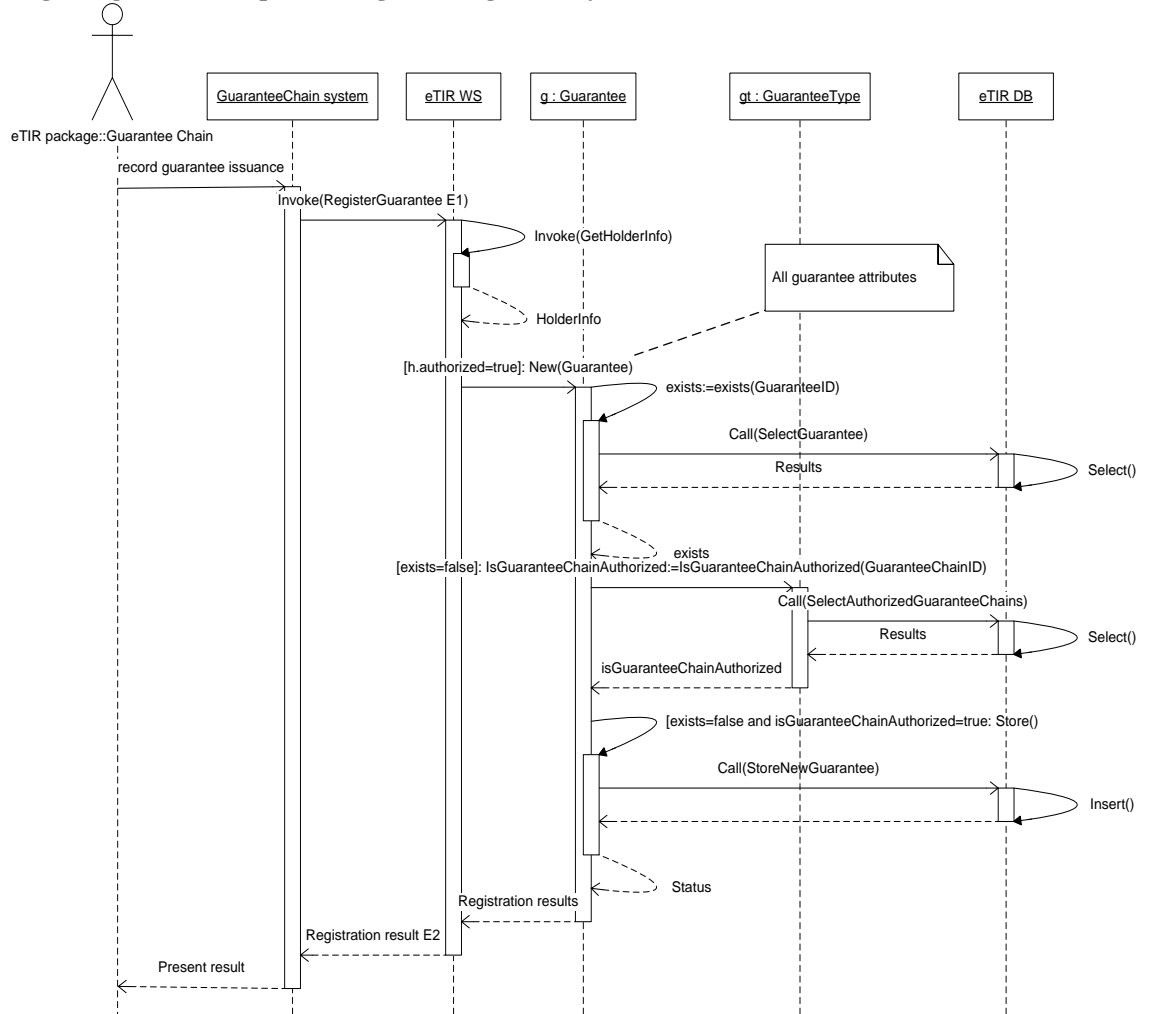 GuaranteeChain system
eTIR WS
g : Guarantee
gt : GuaranteeType
eTIR DB
eTIR package::Guarantee Chain
record guarantee issuance
Invoke(RegisterGuarantee E1)
Invoke(GetHolderInfo)
All guarantee attributes
HolderInfo
[h.authorized=true]: New(Guarantee)
exists:=exists(GuaranteeID)
Call(SelectGuarantee)
Results
Select()
exists
[exists=false]: IsGuaranteeChainAuthorized:=IsGuaranteeChainAuthorized(GuaranteeChainID)
Call(SelectAuthorizedGuaranteeChains)
Results
Select()
isGuaranteeChainAuthorized
[exists=false and isGuaranteeChainAuthorized=true: Store()
Call(StoreNewGuarantee)
Insert()
Status
Registration results
Registration result E2
Present result